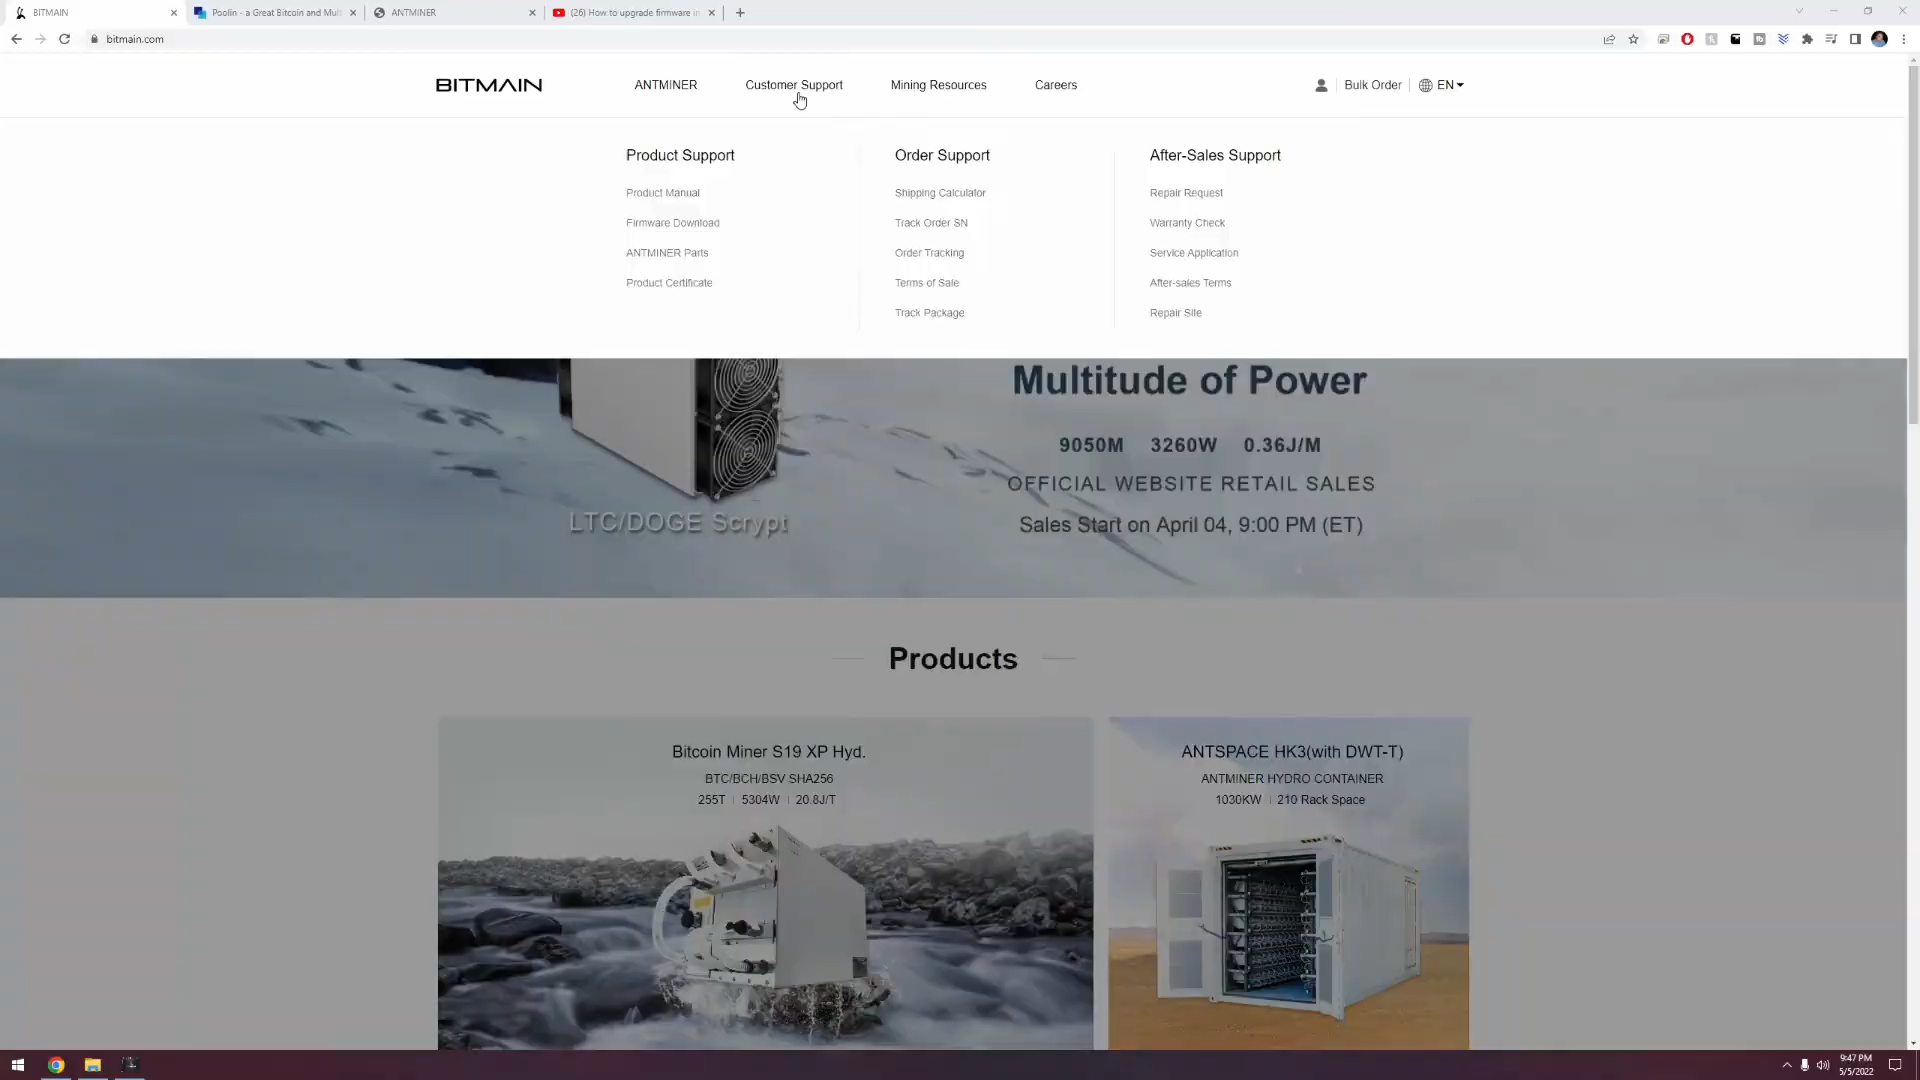 BITMAIN
Poolin - a Great Bitcoin and Mult
ANTMINER
(26) How to upgrade firmware in
bitmain.com
BITMAIN
ANTMINER
Customer Support
Mining Resources
Careers
Bulk Order
EN
Product Support
Product Manual
Firmware Download
ANTMINER Parts
Product Certificate
Order Support
Shipping Calculator
Track Order SN
Order Tracking
Terms of Sale
Track Package
After-Sales Support
Repair Request
Warranty Check
Service Application
After-sales Terms
Repair Site
LTC/DOGE Scrypt
Multitude of Power
9050M 3260W 0.36J/M
OFFICIAL WEBSITE RETAIL SALES
Sales Start on April 04, 9:00 PM (ET)
Products
Bitcoin Miner S19 XP Hyd.
BTC/BCH/BSV SHA256
255T | 5304W | 20.8J/T
ANTSPACE HK3(with DWT-T)
ANTMINER HYDRO CONTAINER
1030KW | 210 Rack Space
9:47 PM
5/5/2022